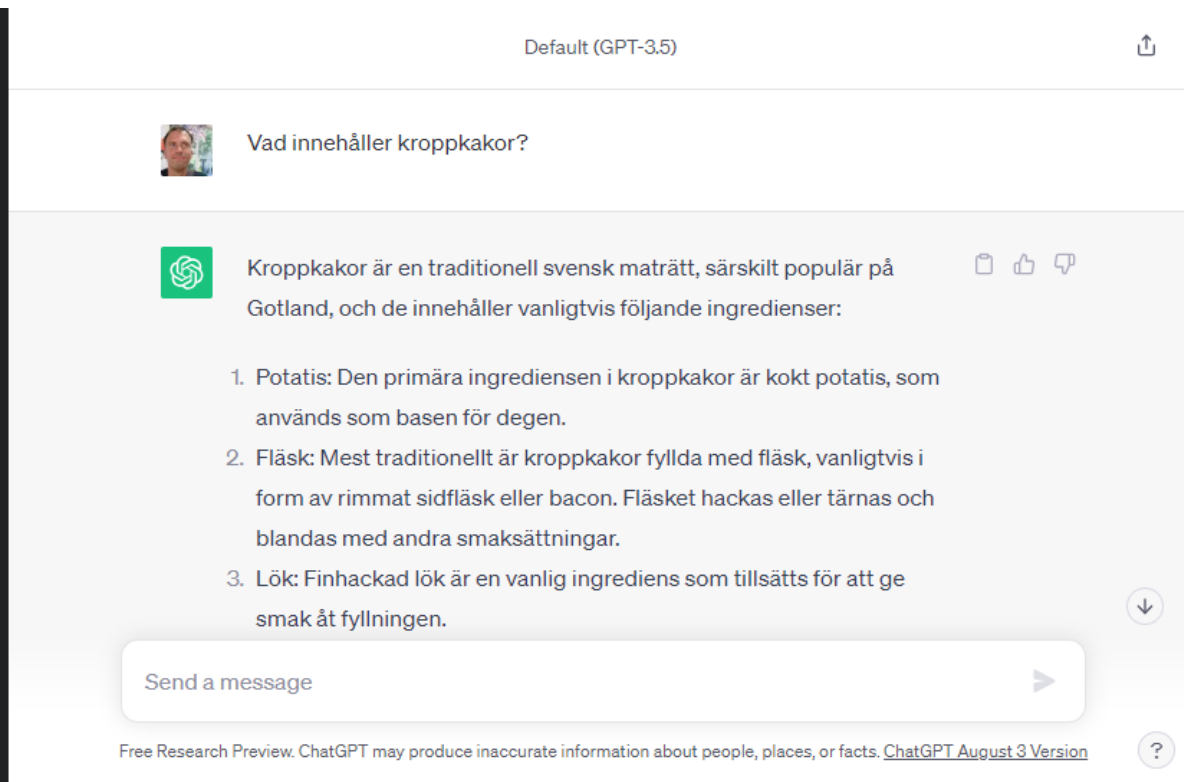 Default (GPT-3.5)
Vad innehåller kroppkakor?
Kroppkakor är en traditionell svensk maträtt, särskilt populär på
Gotland, och de innehåller vanligtvis följande ingredienser:
1. Potatis: Den primära ingrediensen i kroppkakor är kokt potatis, som
används som basen för degen.
2. Fläsk: Mest traditionellt är kroppkakor fyllda med fläsk, vanligtvis i
form av rimmat sidfläsk eller bacon. Fläsket hackas eller tärnas och
blandas med andra smaksättningar.
3. Lök: Finhackad lök är en vanlig ingrediens som tillsätts för att ge
smak åt fyllningen.
Send a message
Free Research Preview. ChatGPT may produce inaccurate information about people, places, or facts. ChatGPT August 3 Version
?